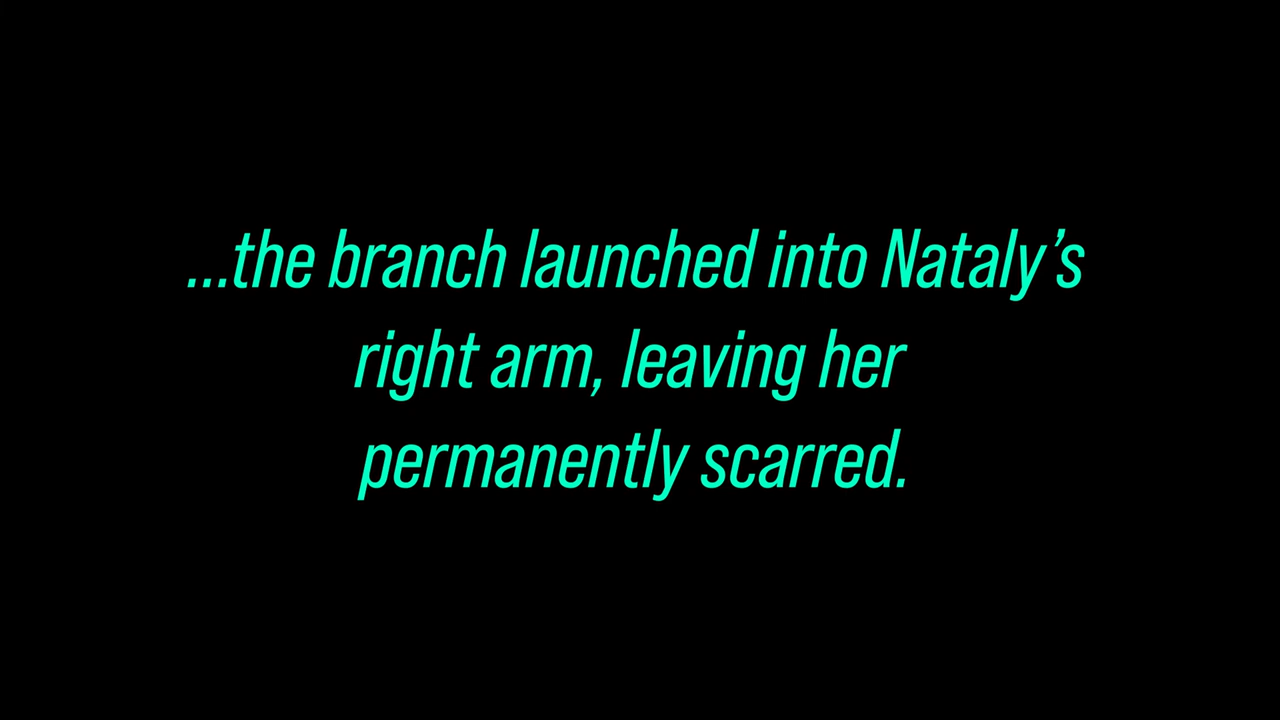 ...the branch launched into Nataly’s
right arm, leaving her
permanently scarred.